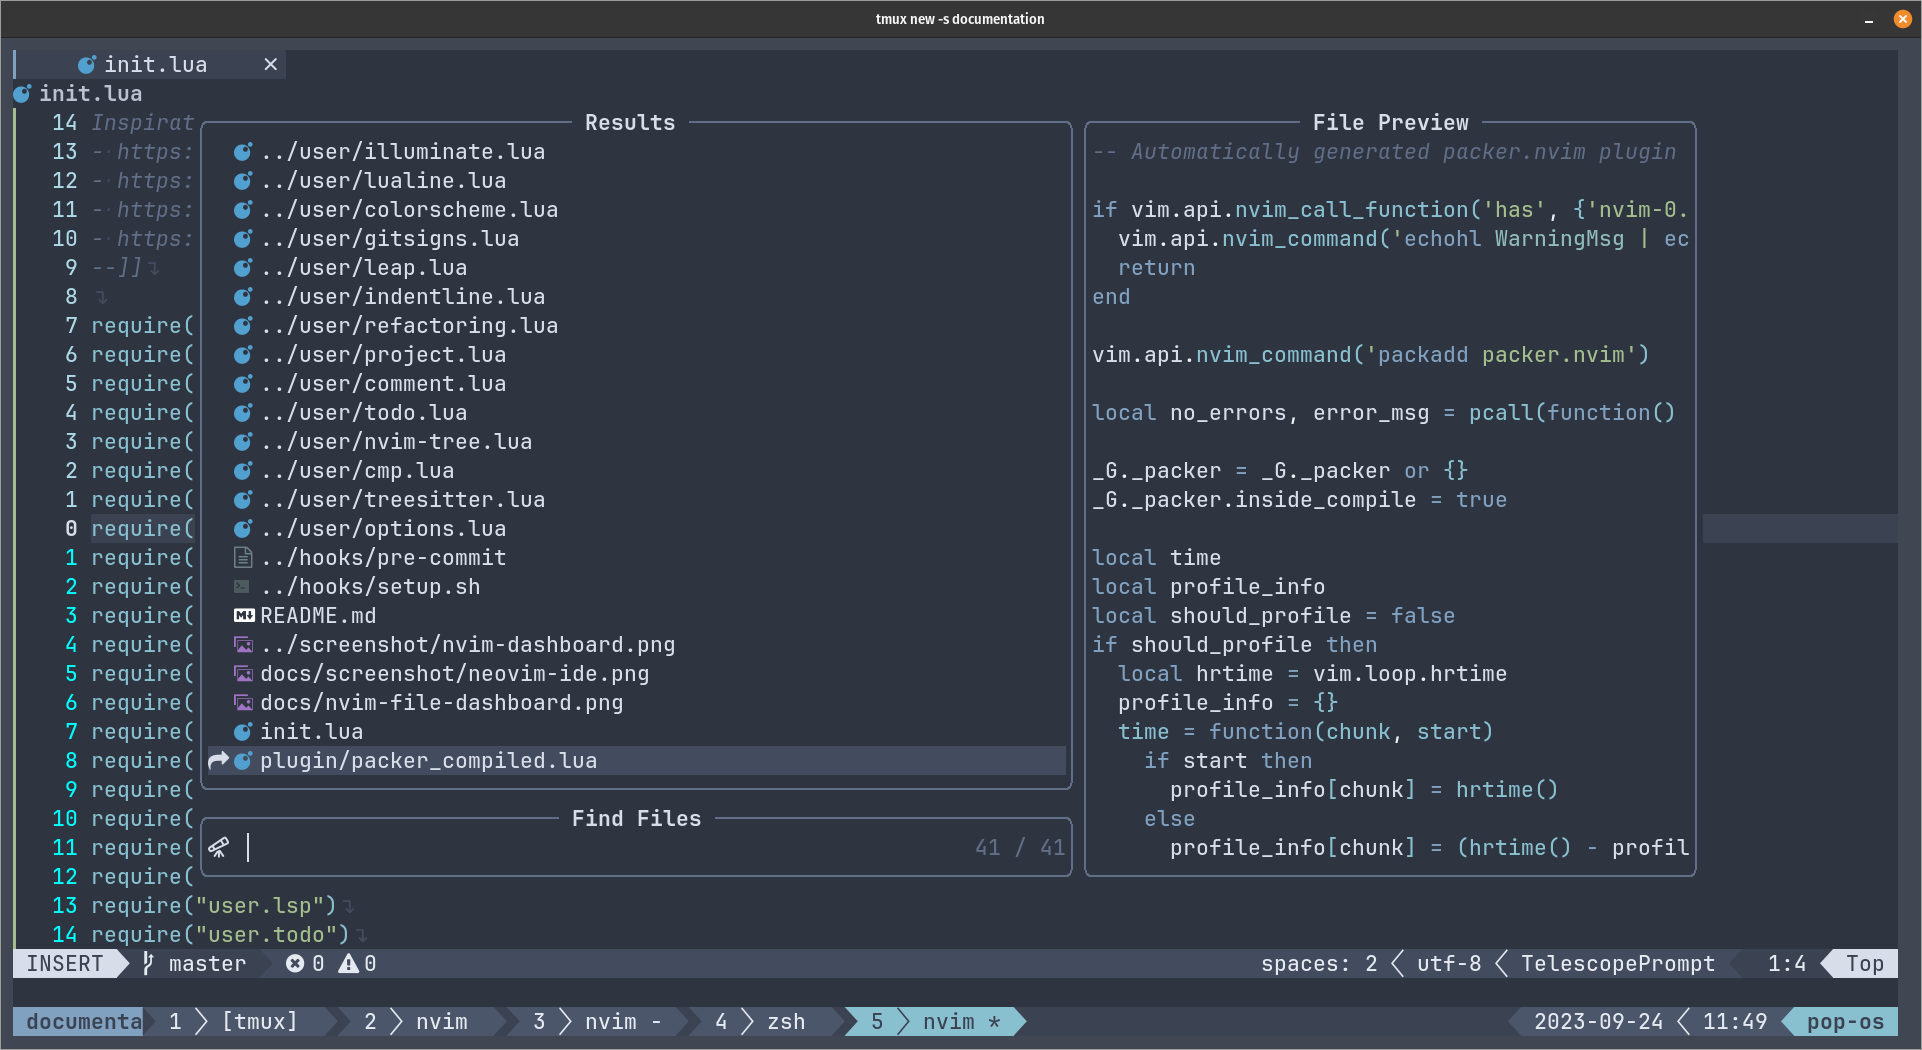 tmux new -s documentation
init.lua ×
init.lua
14 Inspirat
13 - https:
12 - https:
11 - https:
10 - https:
9 --]]
8
7 require(
6 require(
5 require(
4 require(
3 require(
2 require(
1 require(
0 require(
1 require(
2 require(
3 require(
4 require(
5 require(
6 require(
7 require(
8 require(
9 require(
10 require(
11 require(
12 require(
13 require("user.lsp")
14 require("user.todo")
Results
../user/illuminate.lua
../user/lualine.lua
../user/colorscheme.lua
../user/gitsigns.lua
../user/leap.lua
../user/indentline.lua
../user/refactoring.lua
../user/project.lua
../user/comment.lua
../user/todo.lua
../user/nvim-tree.lua
../user/cmp.lua
../user/treesitter.lua
../user/options.lua
../hooks/pre-commit
../hooks/setup.sh
README.md
../screenshot/nvim-dashboard.png
docs/screenshot/neovim-ide.png
docs/nvim-file-dashboard.png
init.lua
plugin/packer_compiled.lua
Find Files
41 / 41
File Preview
-- Automatically generated packer.nvim plugin
if vim.api.nvim_call_function('has', {'nvim-0.
vim.api.nvim_command('echohl WarningMsg | ec
return
end
vim.api.nvim_command('packadd packer.nvim')
local no_errors, error_msg = pcall(function()
_G._packer = _G._packer or {}
_G._packer.inside_compile = true
local time
local profile_info
local should_profile = false
if should_profile then
local hrtime = vim.loop.hrtime
profile_info = {}
time = function(chunk, start)
if start then
profile_info[chunk] = hrtime()
else
profile_info[chunk] = (hrtime() - profil
INSERT master 0 0 spaces: 2 utf-8 TelescopePrompt 1:4 Top
documenta 1 [tmux] 2 nvim 3 nvim - 4 zsh 5 nvim * 2023-09-24 11:49 pop-os